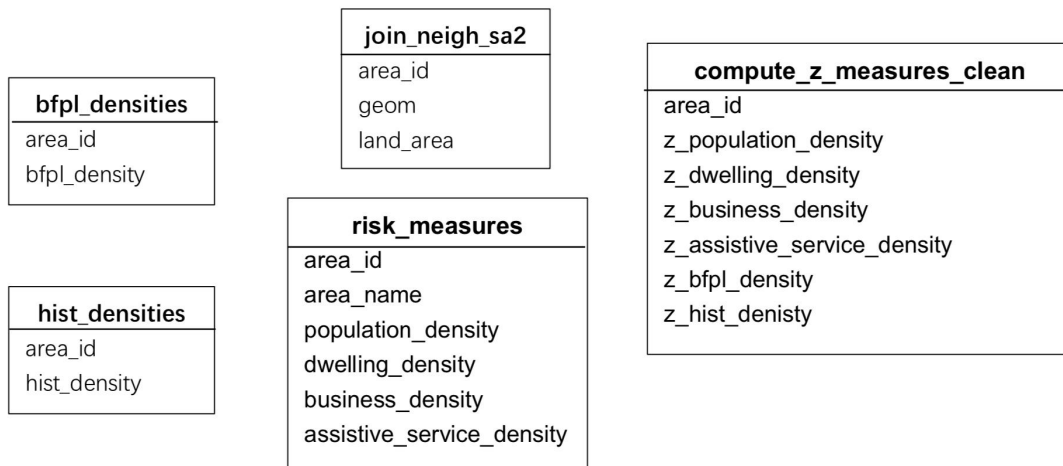 bfpl_densities
area_id
bfpl_density
hist_densities
area_id
hist_density
join_neigh_sa2
area_id
geom
land_area
risk_measures
area_id
area_name
population_density
dwelling_density
business_density
assistive_service_density
compute_z_measures_clean
area_id
z_population_density
z_dwelling_density
z_business_density
z_assistive_service_density
z_bfpl_density
z_hist_denisty